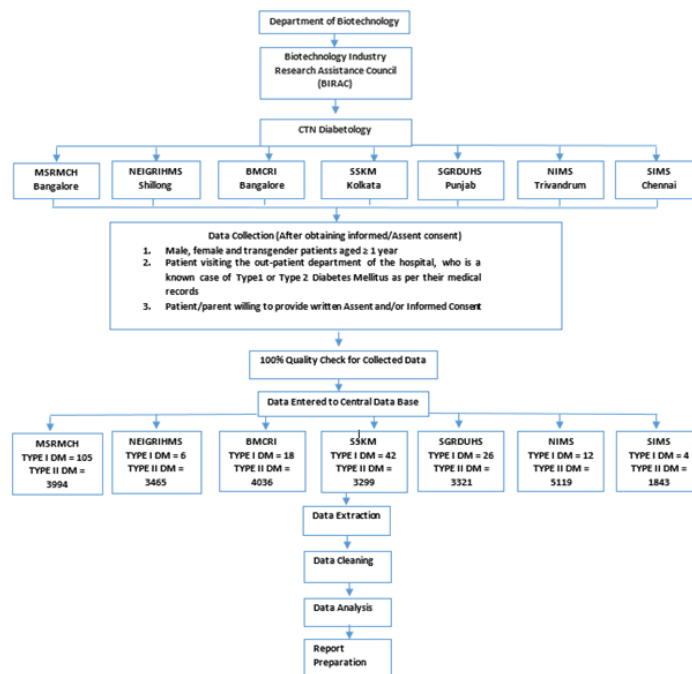 Department of Biotechnology
Biotechnology Industry
Research Assistance Council
(BIRAC)
CTN Diabetology
MSRMCH
Bangalore
NEIGRIHMS
Shillong
BMCRI
Bangalore
SSKM
Kolkata
SGRDUHS
Punjab
NIMS
Trivandrum
SIMS
Chennai
Data Collection (After obtaining informed/Assent consent)
1. Male, female and transgender patients aged ≥ 1 year
2. Patient visiting the out-patient department of the hospital, who is a
known case of Type1 or Type 2 Diabetes Mellitus as per their medical
records
3. Patient/parent willing to provide written Assent and/or Informed Consent
100% Quality Check for Collected Data
Data Entered to Central Data Base
MSRMCH
TYPE I DM = 105
TYPE II DM =
3994
NEIGRIHMS
TYPE I DM = 6
TYPE II DM =
3465
BMCRI
TYPE I DM = 18
TYPE II DM =
4036
SSKM
TYPE I DM = 42
TYPE II DM =
3299
SGRDUHS
TYPE I DM = 26
TYPE II DM =
3321
NIMS
TYPE I DM = 12
TYPE II DM =
5119
SIMS
TYPE I DM = 4
TYPE II DM =
1843
Data Extraction
Data Cleaning
Data Analysis
Report
Preparation